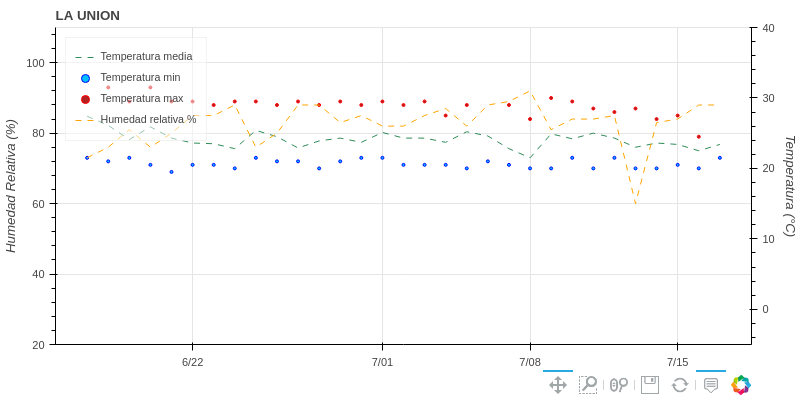 LA UNION
Temperatura media
Temperatura min
Temperatura max
Humedad relativa %
Humedad Relativa (%)
100
80
60
40
20
Temperatura (°C)
40
30
20
10
0
6/22
7/01
7/08
7/15